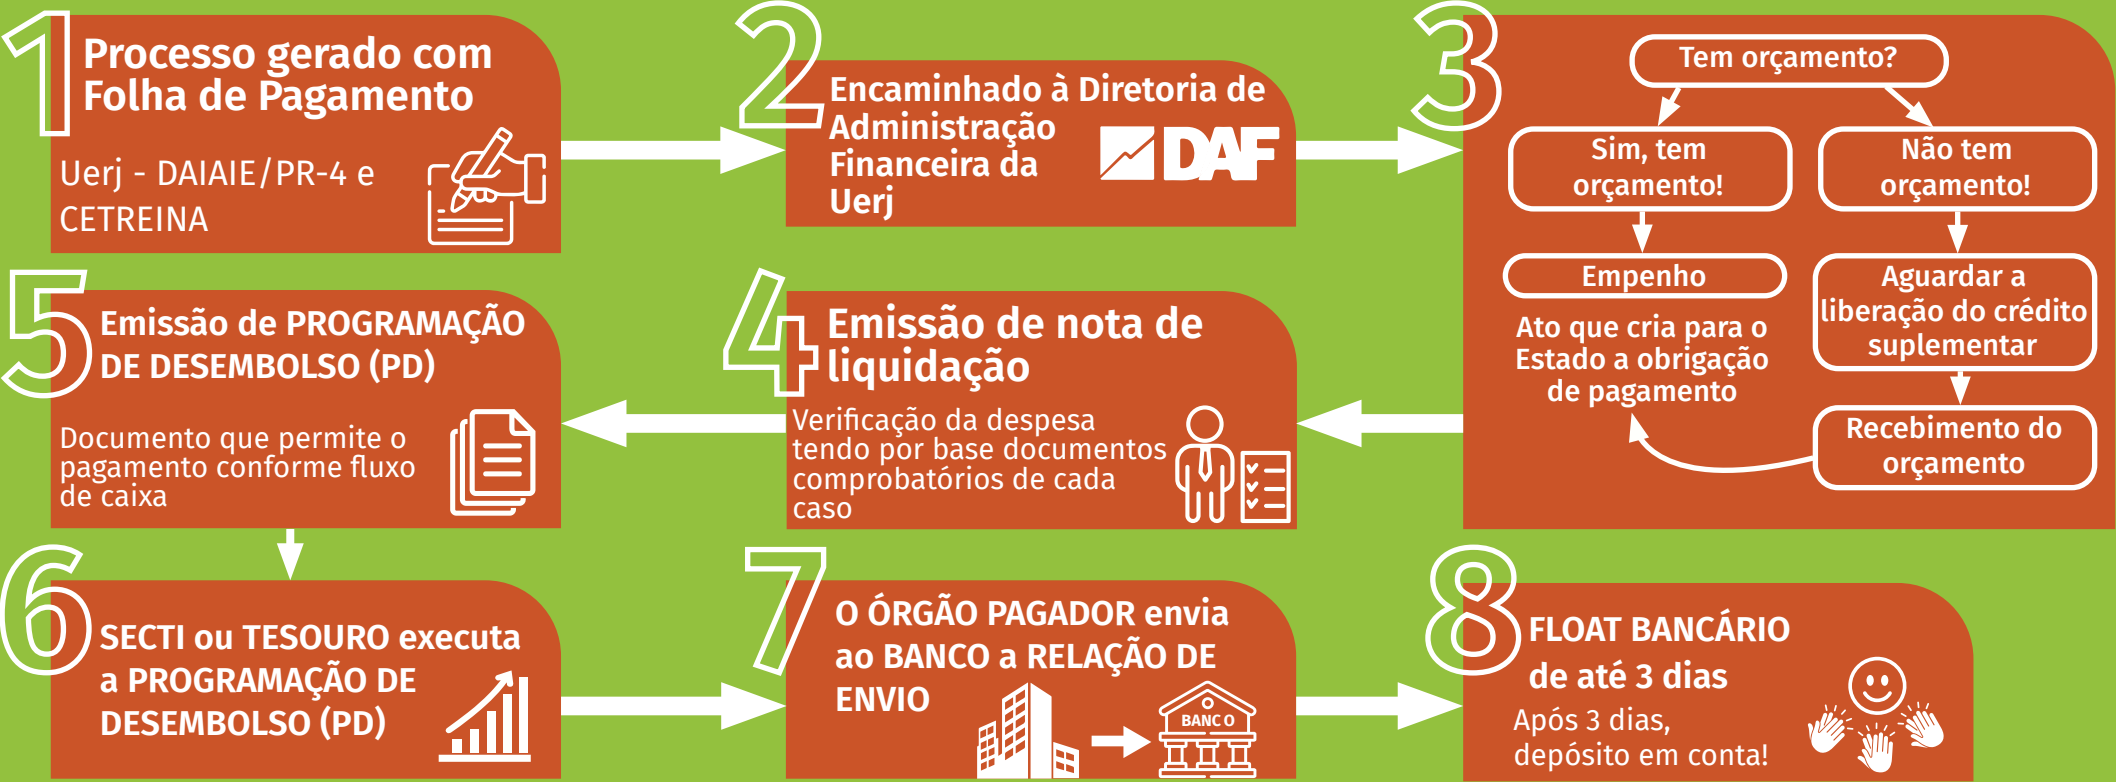 1
Processo gerado com
Folha de Pagamento
Uerj - DAIAIE/PR-4 e
CETREINA
2
Encaminhado à Diretoria de
Administração
Financeira da
Uerj
DAF
3
Tem orçamento?
Sim, tem
orçamento!
Não tem
orçamento!
Empenho
Ato que cria para o
Estado a obrigação
de pagamento
Aguardar a
liberação do crédito
suplementar
Recebimento do
orçamento
4
Emissão de nota de
liquidação
Verificação da despesa
tendo por base documentos
comprobatórios de cada
caso
5
Emissão de PROGRAMAÇÃO
DE DESEMBOLSO (PD)
Documento que permite o
pagamento conforme fluxo
de caixa
6
SECTI ou TESOURO executa
a PROGRAMAÇÃO DE
DESEMBOLSO (PD)
7
O ÓRGÃO PAGADOR envia
ao BANCO a RELAÇÃO DE
ENVIO
BANCO
8
FLOAT BANCÁRIO
de até 3 dias
Após 3 dias,
depósito em conta!